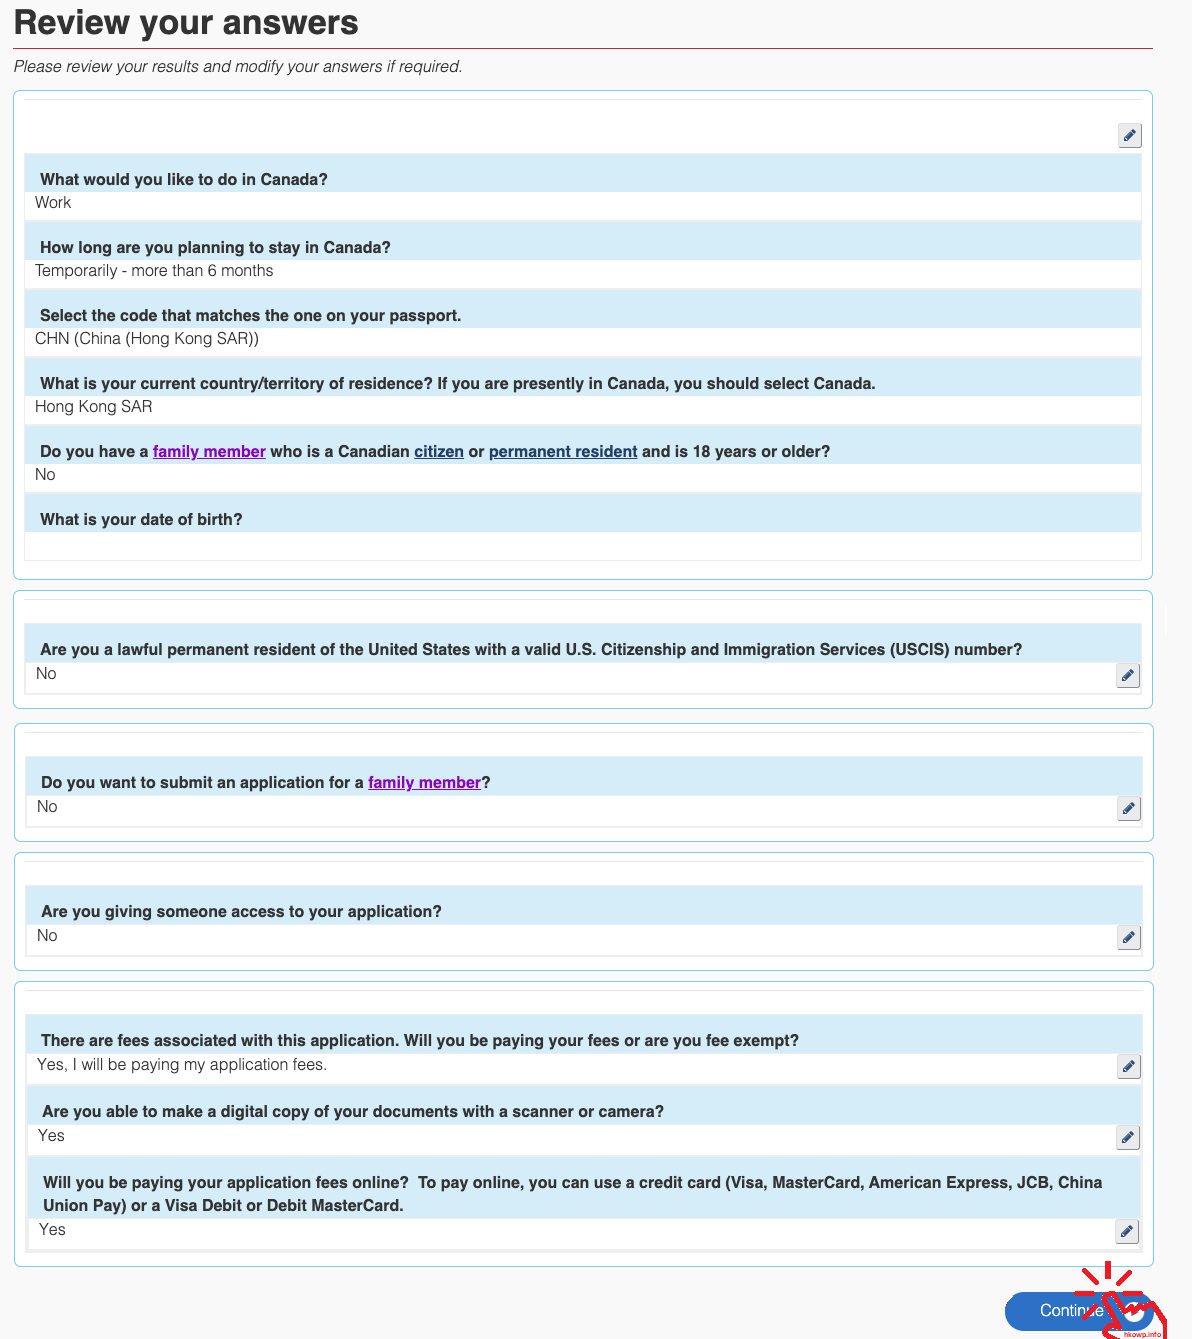 Review your answers
Please review your results and modify your answers if required.
What would you like to do in Canada?
Work
How long are you planning to stay in Canada?
Temporarily - more than 6 months
Select the code that matches the one on your passport.
CHN (China (Hong Kong SAR))
What is your current country/territory of residence? If you are presently in Canada, you should select Canada.
Hong Kong SAR
Do you have a family member who is a Canadian citizen or permanent resident and is 18 years or older?
No
What is your date of birth?
Are you a lawful permanent resident of the United States with a valid U.S. Citizenship and Immigration Services (USCIS) number?
No
Do you want to submit an application for a family member?
No
Are you giving someone access to your application?
No
There are fees associated with this application. Will you be paying your fees or are you fee exempt?
Yes, I will be paying my application fees.
Are you able to make a digital copy of your documents with a scanner or camera?
Yes
Will you be paying your application fees online?  To pay online, you can use a credit card (Visa, MasterCard, American Express, JCB, China
Union Pay) or a Visa Debit or Debit MasterCard.
Yes
Continue
hkowp.info